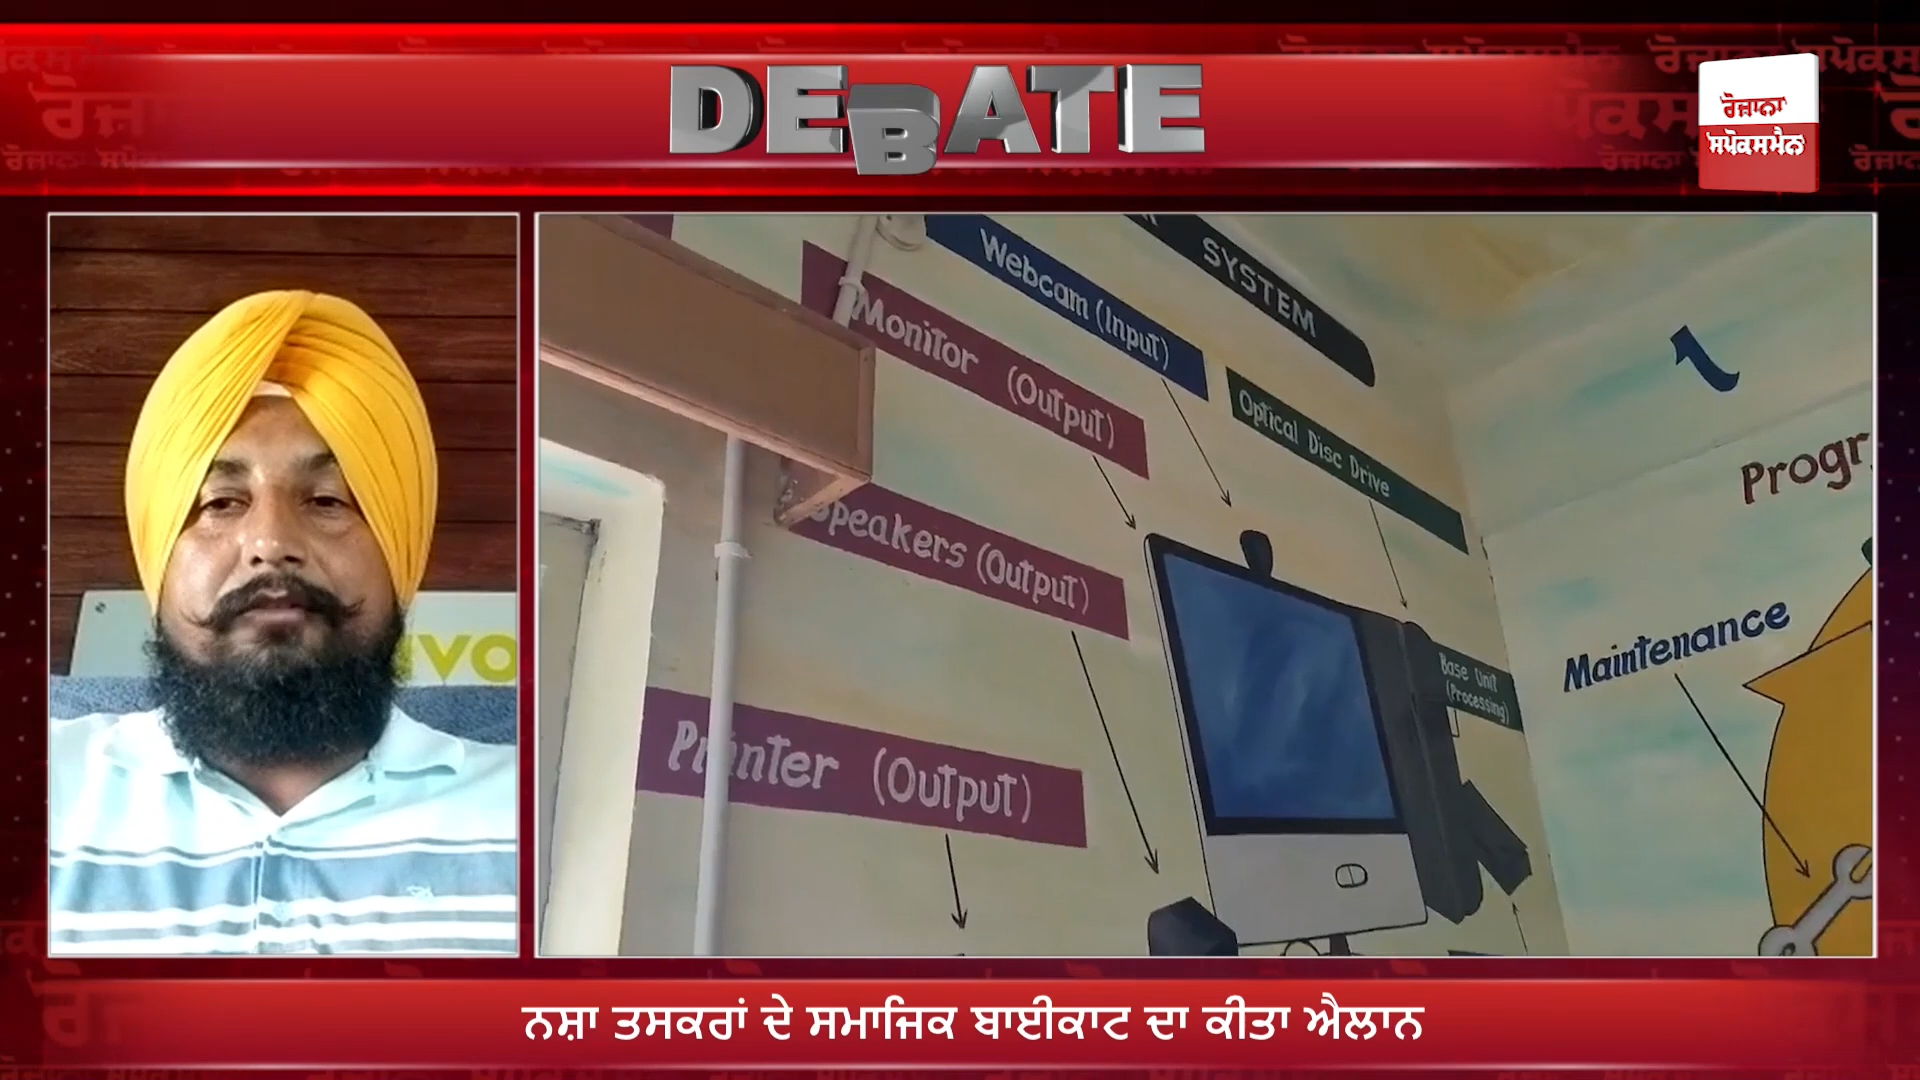 DEBATE
ਰੋਜ਼ਾਨਾ
ਸਪੋਕਸਮੈਨ
SYSTEM
Webcam (Input)
Monitor (Output)
Optical Disc Drive
Speakers (Output)
Base Unit
(Processing)
Printer (Output)
Progr
Maintenance
VO
ਨਸ਼ਾ ਤਸਕਰਾਂ ਦੇ ਸਮਾਜਿਕ ਬਾਈਕਾਟ ਦਾ ਕੀਤਾ ਐਲਾਨ